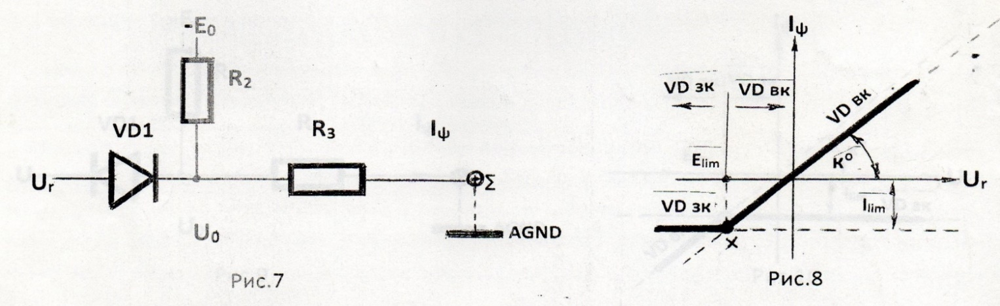 -E₀
R₂
VD1
R₃
Iψ
Uᵣ
Σ
U₀
AGND
Рис.7
Iψ
VD зк
VD вк
VD вк
Elim
K°
Uᵣ
VD зк
Ilim
X
Рис.8